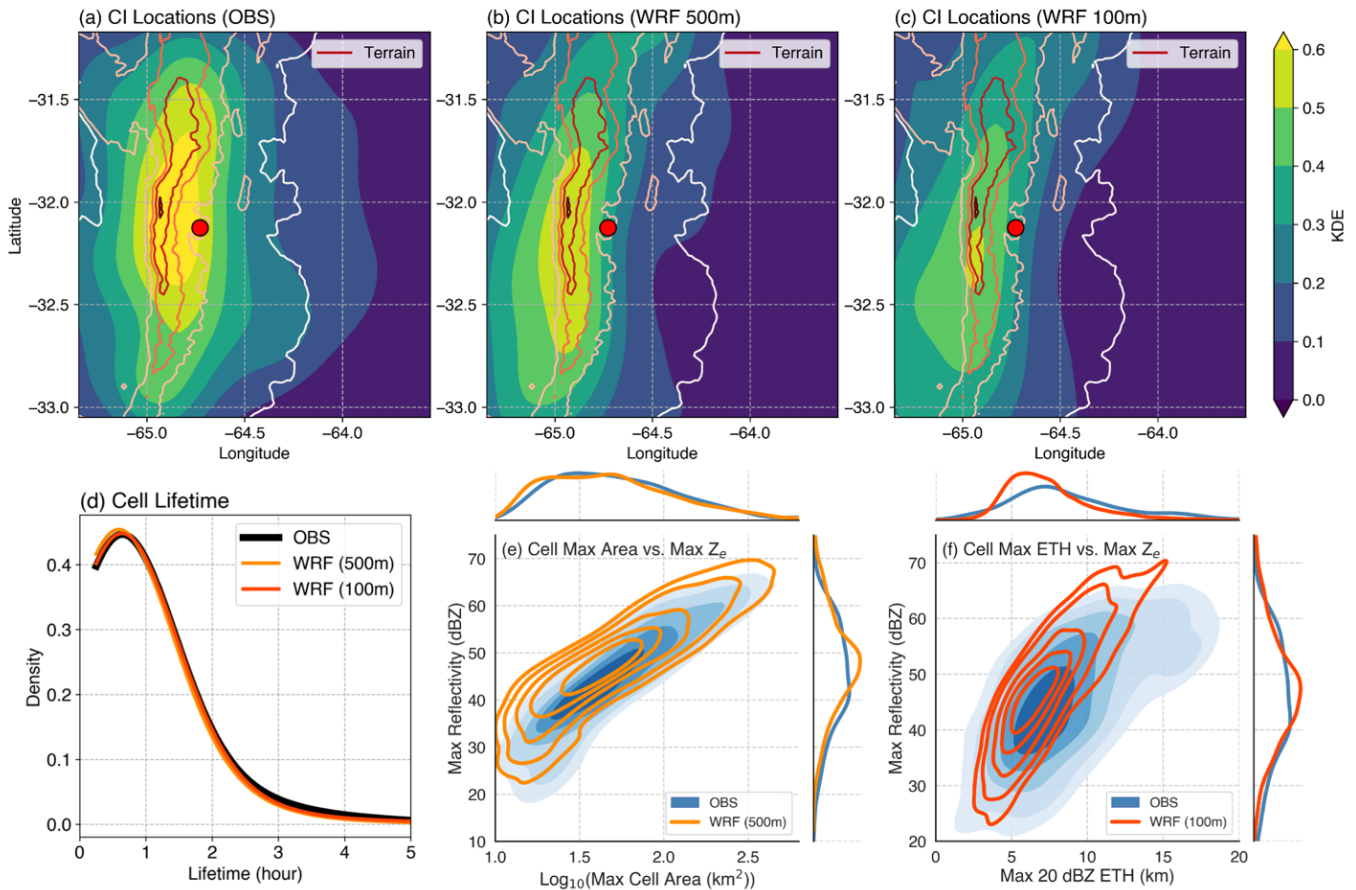 (a) CI Locations (OBS)
Terrain
−31.5
−32.0
−32.5
−33.0
Latitude
−65.0
−64.5
−64.0
Longitude
(b) CI Locations (WRF 500m)
Terrain
−31.5
−32.0
−32.5
−33.0
−65.0
−64.5
−64.0
Longitude
(c) CI Locations (WRF 100m)
Terrain
−31.5
−32.0
−32.5
−33.0
−65.0
−64.5
−64.0
Longitude
0.6
0.5
0.4
0.3
0.2
0.1
0.0
KDE
(d) Cell Lifetime
OBS
WRF (500m)
WRF (100m)
0.4
0.3
0.2
0.1
0.0
Density
0
1
2
3
4
5
Lifetime (hour)
(e) Cell Max Area vs. Max Zₑ
70
60
50
40
30
20
10
Max Reflectivity (dBZ)
OBS
WRF (500m)
1.0
1.5
2.0
2.5
Log₁₀(Max Cell Area (km²))
(f) Cell Max ETH vs. Max Zₑ
70
60
50
40
30
20
Max Reflectivity (dBZ)
OBS
WRF (100m)
0
5
10
15
20
Max 20 dBZ ETH (km)